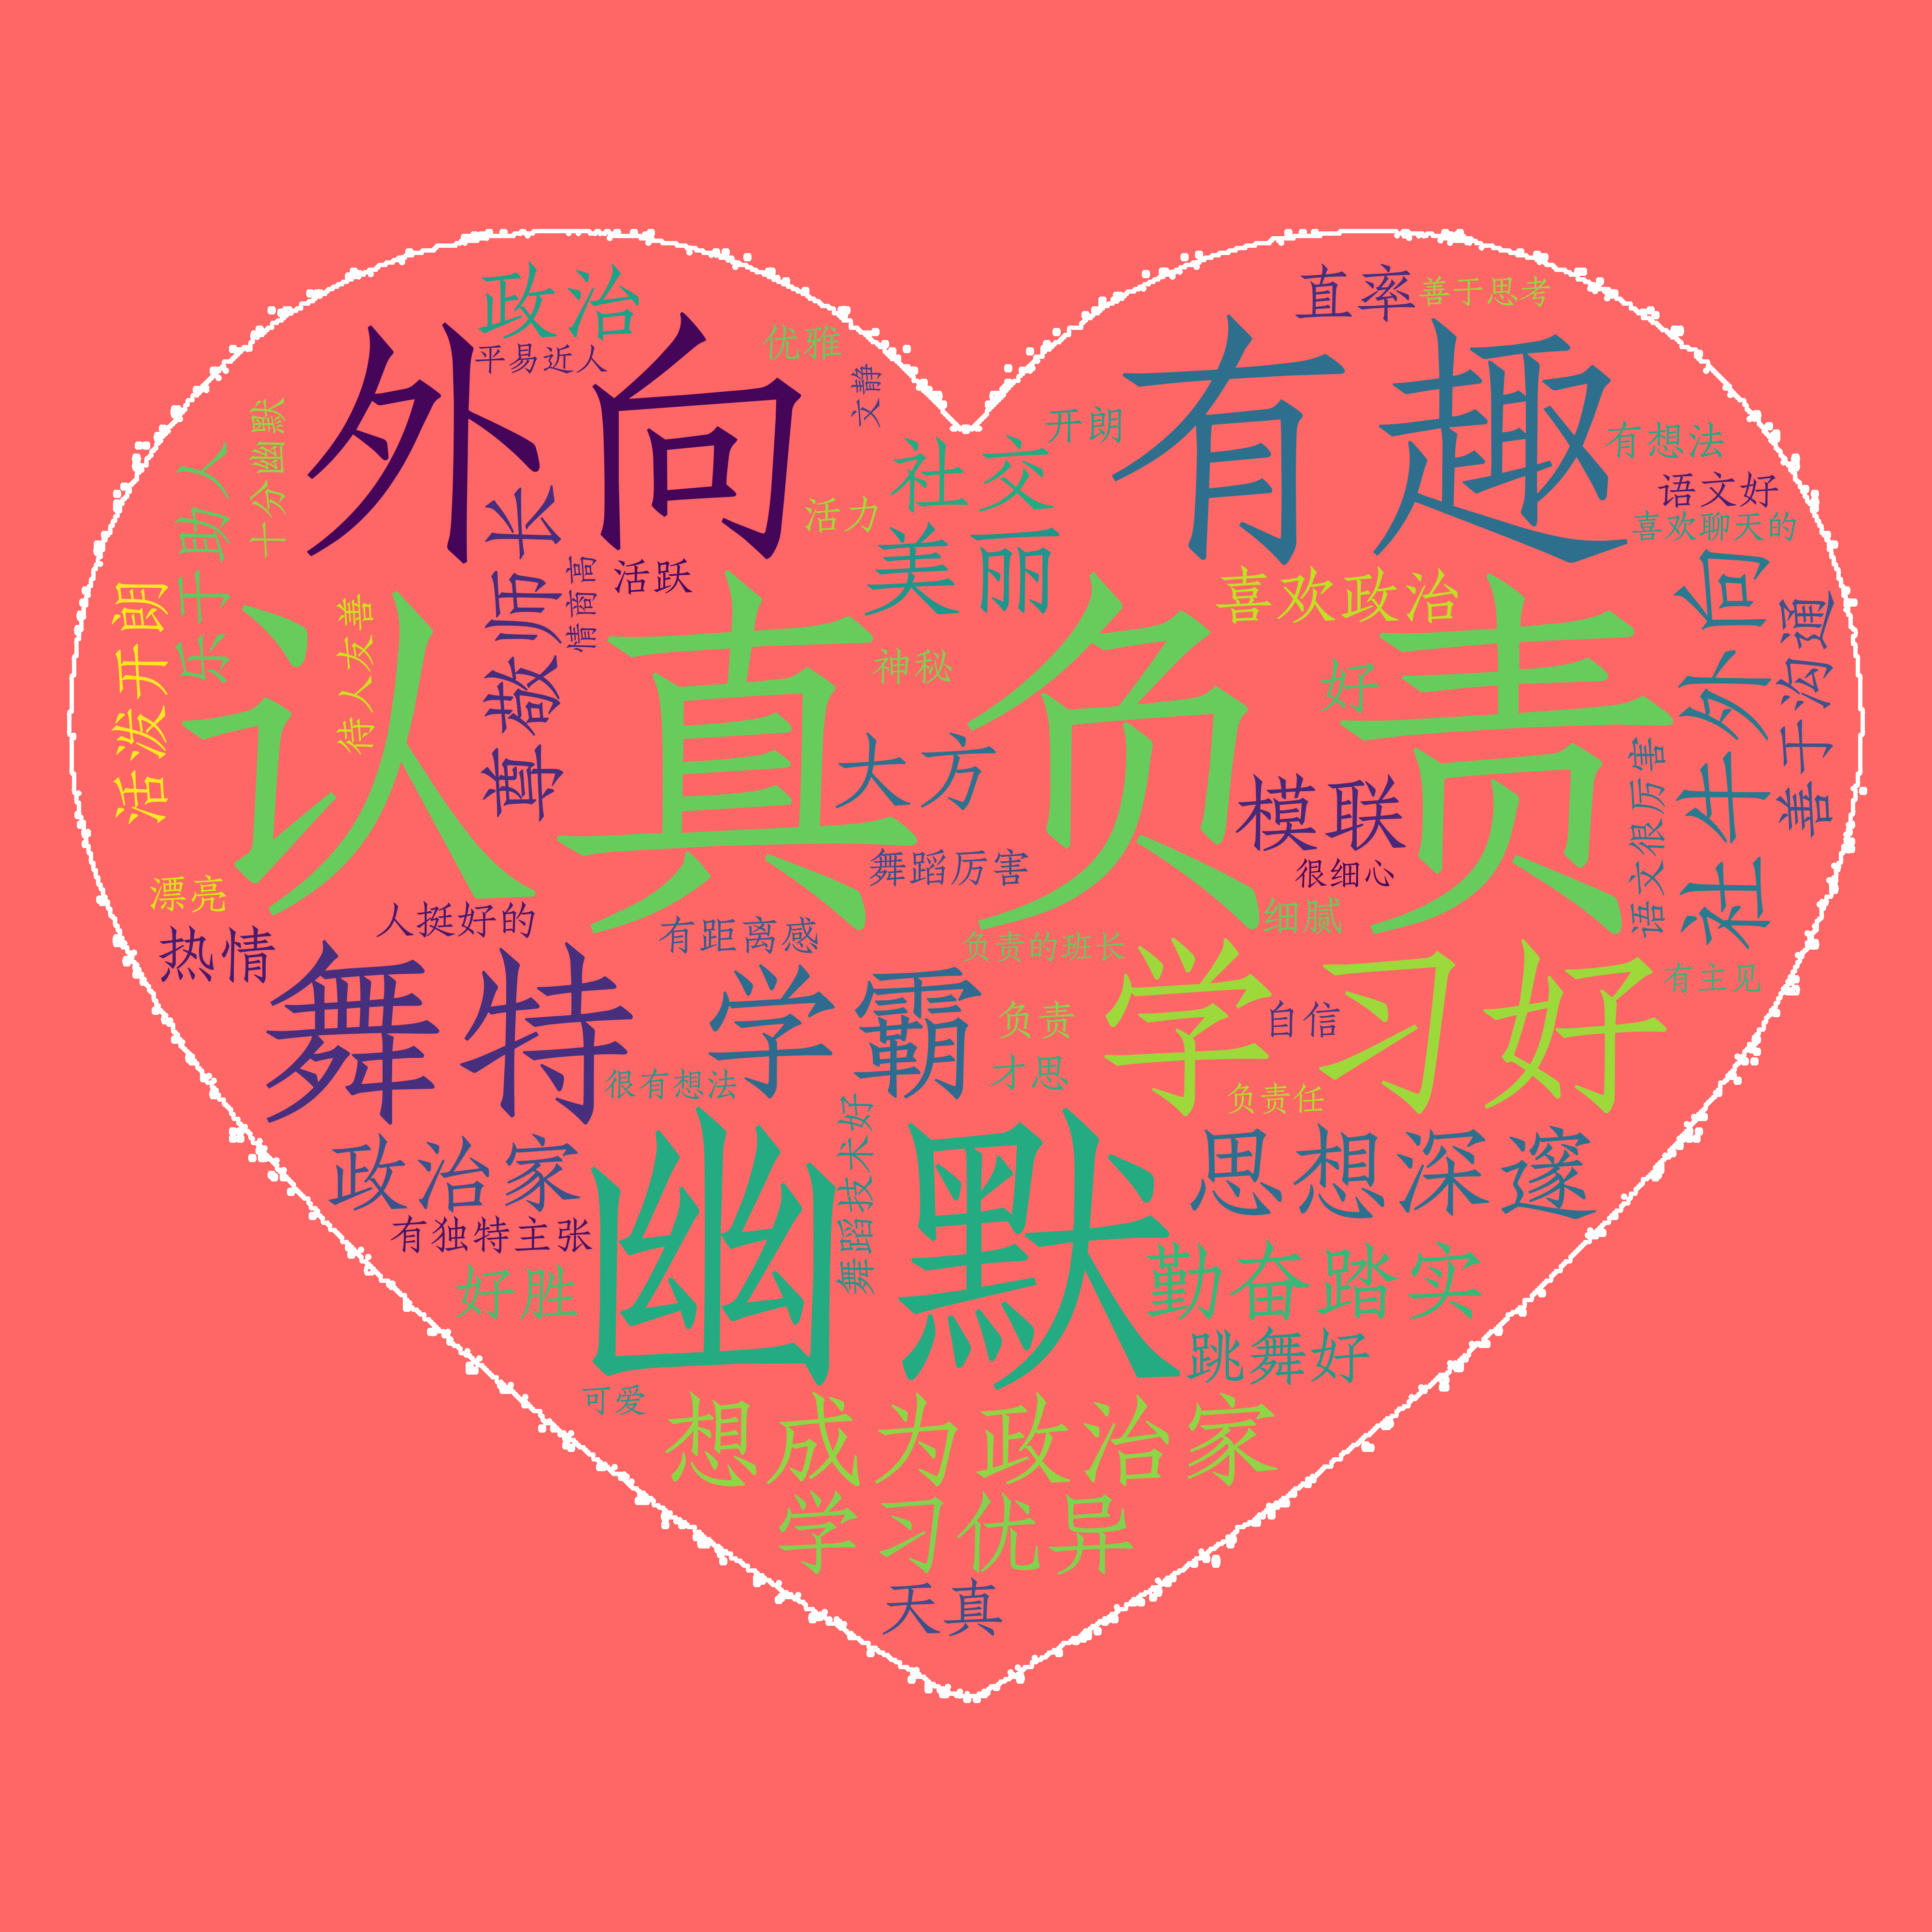 政治
直率
善于思考
平易近人
优雅
外向
有趣
文静
开朗
有想法
十分幽默
社交
语文好
乐于助人
活力
喜欢聊天的
尊敬师长
美丽
情商高
活跃
喜欢政治
社牛外向
活泼开朗
待人友善
善于沟通
认真负责
神秘
好
大方
模联
语文很厉害
舞蹈厉害
很细心
漂亮
人挺好的
有距离感
细腻
热情
负责的班长
舞特
学霸
学习好
有主见
负责
自信
很有想法
才思
负责任
舞蹈技术好
幽默
政治家
思想深邃
有独特主张
好胜
勤奋踏实
跳舞好
可爱
想成为政治家
学习优异
天真